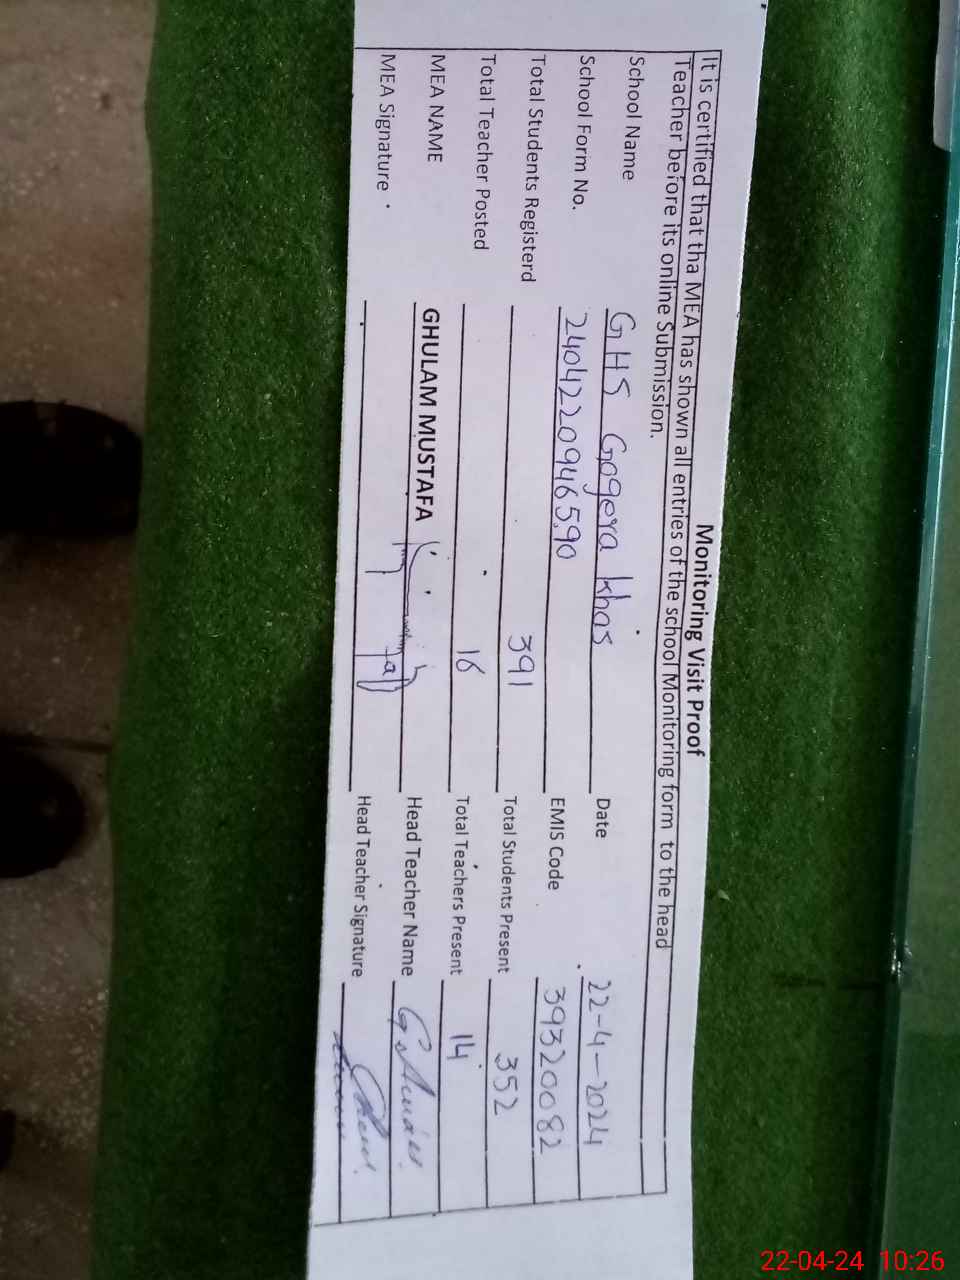 Monitoring Visit Proof
It is certified that tha MEA has shown all entries of the school Monitoring form to the head
Teacher before its online Submission.
School Name GHS Gogera khas Date 22-4-2024
School Form No. 2404220946590 EMIS Code 39320082
Total Students Registerd 391 Total Students Present 352
Total Teacher Posted 16 Total Teachers Present 14
MEA NAME GHULAM MUSTAFA Head Teacher Name
MEA Signature Head Teacher Signature
22-04-24 10:26